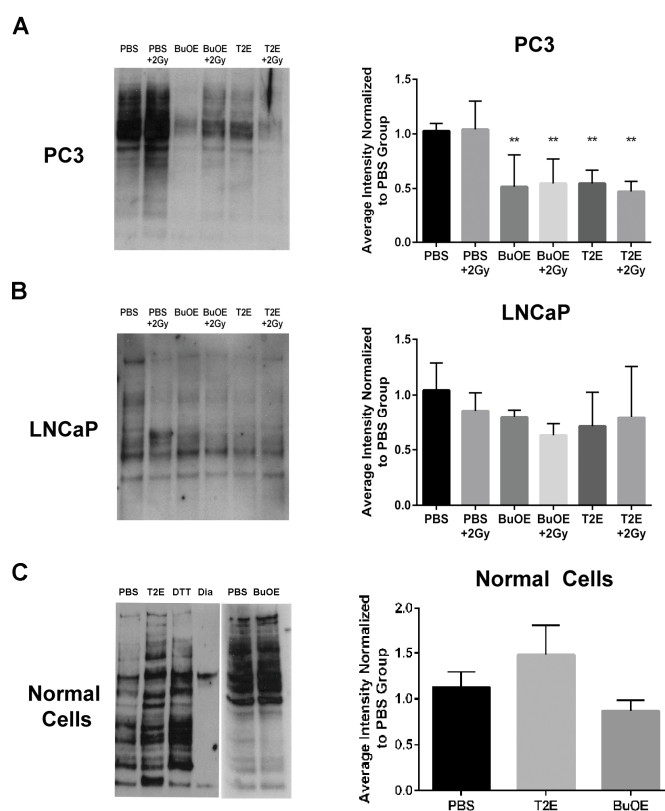 A
PBS PBS +2Gy BuOE BuOE +2Gy T2E T2E +2Gy
PC3
PC3
Average Intensity Normalized
to PBS Group
1.5
1.0
0.5
0.0
** ** ** **
PBS PBS +2Gy BuOE BuOE +2Gy T2E T2E +2Gy
B
PBS PBS +2Gy BuOE BuOE +2Gy T2E T2E +2Gy
LNCaP
LNCaP
Average Intensity Normalized
to PBS Group
1.5
1.0
0.5
0.0
PBS PBS +2Gy BuOE BuOE +2Gy T2E T2E +2Gy
C
PBS T2E DTT Dia PBS BuOE
Normal
Cells
Normal Cells
Average Intensity Normalized
to PBS Group
2.0
1.5
1.0
0.5
0.0
PBS T2E BuOE